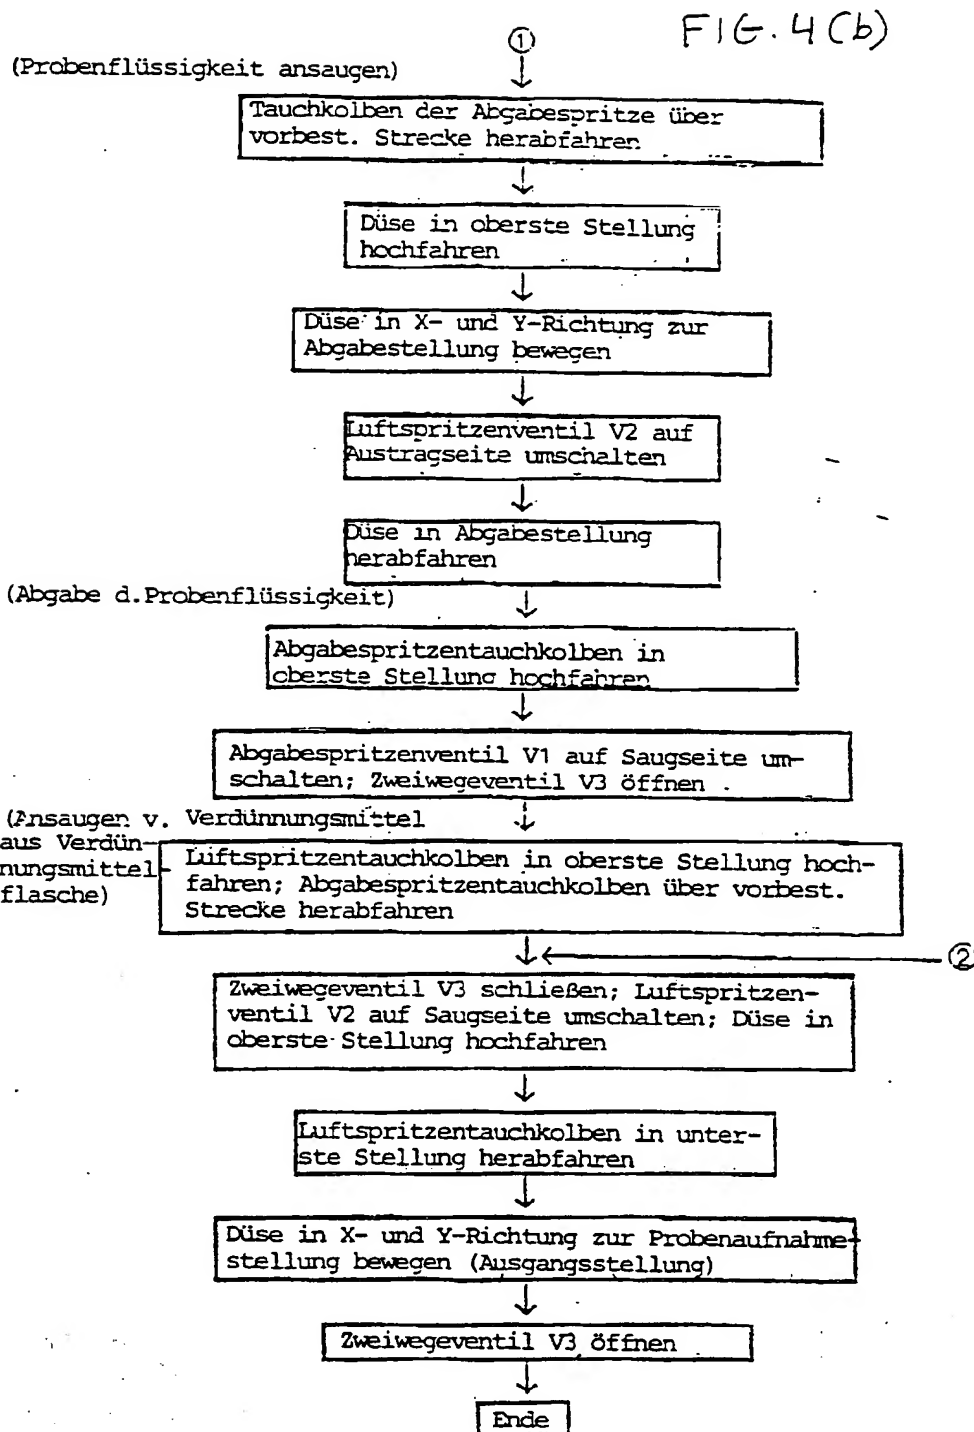 FIG. 4(b)
①
(Probenflüssigkeit ansaugen)
Tauchkolben der Abgabespritze über
vorbest. Strecke herabfahren
Düse in oberste Stellung
hochfahren
Düse in X- und Y-Richtung zur
Abgabestellung bewegen
Luftspritzenventil V2 auf
Austragseite umschalten
Düse in Abgabestellung
herabfahren
(Abgabe d.Probenflüssigkeit)
Abgabespritzentauchkolben in
oberste Stellung hochfahren
Abgabespritzenventil V1 auf Saugseite um-
schalten; Zweiwegeventil V3 öffnen
(Ansaugen v. Verdünnungsmittel
aus Verdün-
nungsmittel-
flasche)
Luftspritzentauchkolben in oberste Stellung hoch-
fahren; Abgabespritzentauchkolben über vorbest.
Strecke herabfahren
②
Zweiwegeventil V3 schließen; Luftspritzen-
ventil V2 auf Saugseite umschalten; Düse in
oberste Stellung hochfahren
Luftspritzentauchkolben in unter-
ste Stellung herabfahren
Düse in X- und Y-Richtung zur Probenaufnahme-
stellung bewegen (Ausgangsstellung)
Zweiwegeventil V3 öffnen
Ende